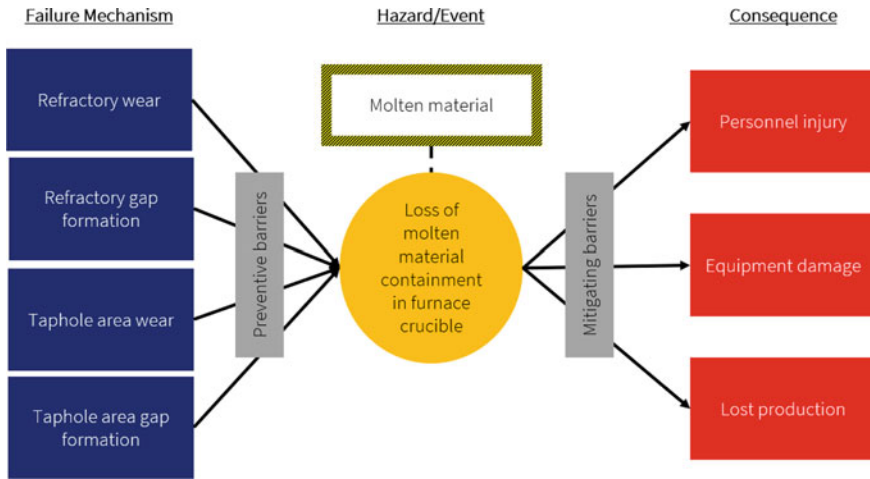 Failure Mechanism
Hazard/Event
Consequence
Refractory wear
Refractory gap
formation
Taphole area wear
Taphole area gap
formation
Preventive barriers
Molten material
Loss of
molten
material
containment
in furnace
crucible
Mitigating barriers
Personnel injury
Equipment damage
Lost production